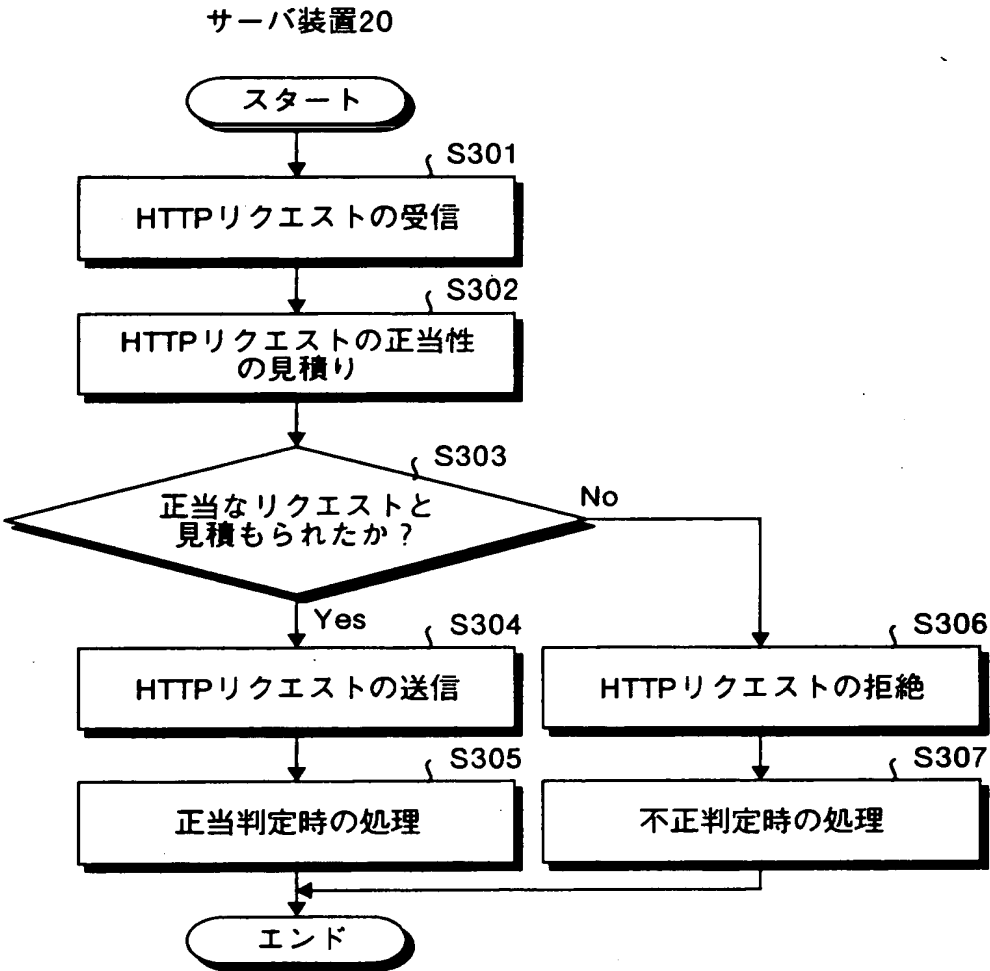 サーバ装置20
スタート
S301
HTTPリクエストの受信
S302
HTTPリクエストの正当性
の見積り
S303
正当なリクエストと
見積もられたか？
No
Yes
S304
HTTPリクエストの送信
S306
HTTPリクエストの拒絶
S305
正当判定時の処理
S307
不正判定時の処理
エンド